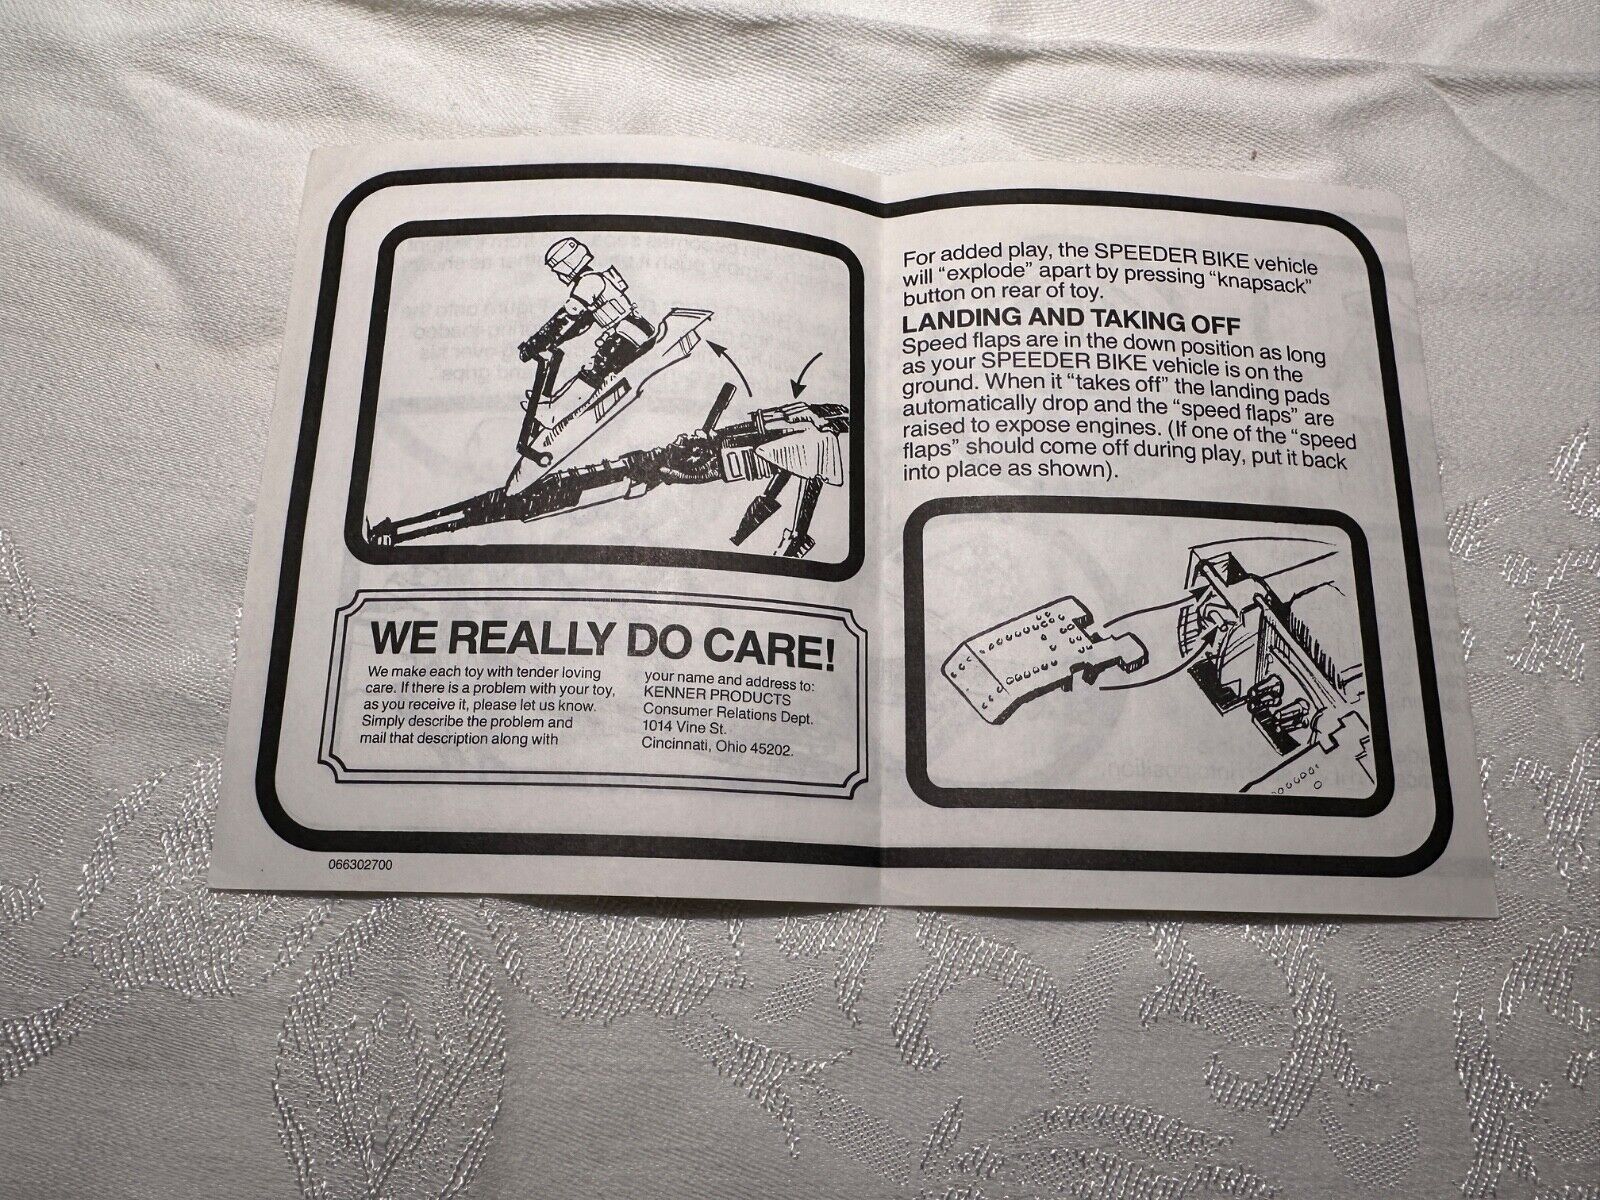 WE REALLY DO CARE!
We make each toy with tender loving
care. If there is a problem with your toy,
as you receive it, please let us know.
Simply describe the problem and
mail that description along with
your name and address to:
KENNER PRODUCTS
Consumer Relations Dept.
1014 Vine St.
Cincinnati, Ohio 45202.
066302700
For added play, the SPEEDER BIKE vehicle
will "explode" apart by pressing "knapsack"
button on rear of toy.
LANDING AND TAKING OFF
Speed flaps are in the down position as long
as your SPEEDER BIKE vehicle is on the
ground. When it "takes off" the landing pads
automatically drop and the "speed flaps" are
raised to expose engines. (If one of the "speed
flaps" should come off during play, put it back
into place as shown).